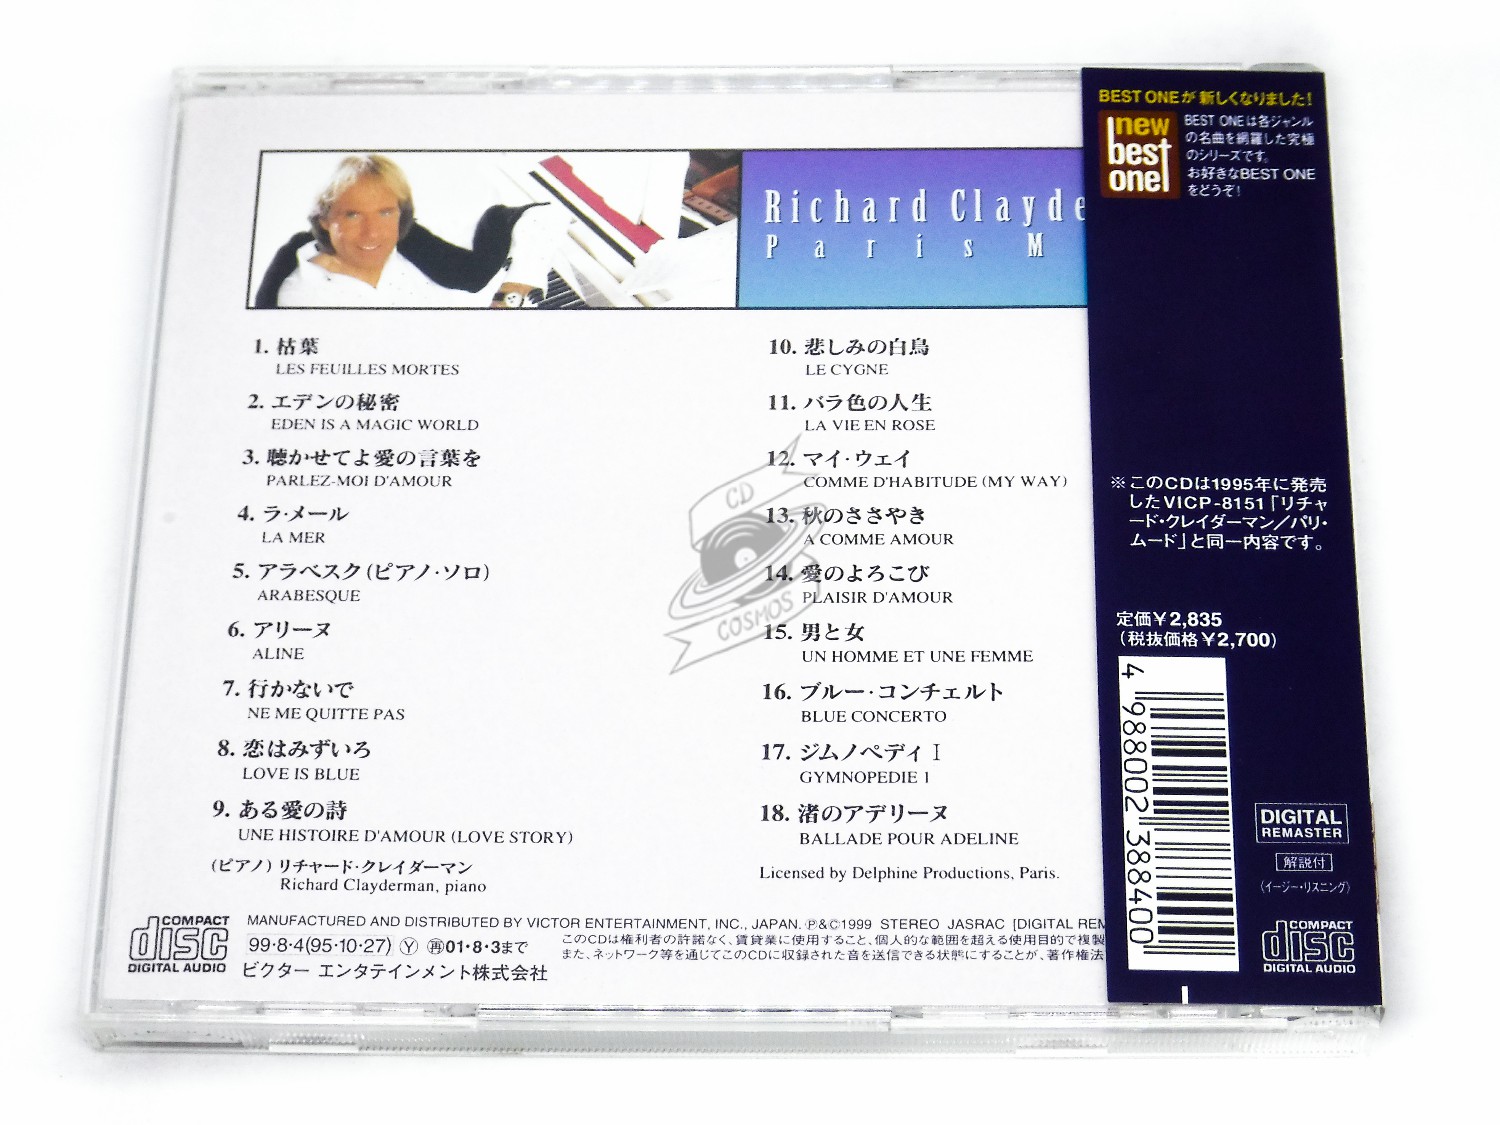 Richard Clayde
Paris M
1. 枯葉
LES FEUILLES MORTES
2. エデンの秘密
EDEN IS A MAGIC WORLD
3. 聴かせてよ愛の言葉を
PARLEZ-MOI D'AMOUR
4. ラ・メール
LA MER
5. アラベスク(ピアノ・ソロ)
ARABESQUE
6. アリーヌ
ALINE
7. 行かないで
NE ME QUITTE PAS
8. 恋はみずいろ
LOVE IS BLUE
9. ある愛の詩
UNE HISTOIRE D'AMOUR (LOVE STORY)
(ピアノ) リチャード・クレイダーマン
Richard Clayderman, piano
10. 悲しみの白鳥
LE CYGNE
11. バラ色の人生
LA VIE EN ROSE
12. マイ・ウェイ
COMME D'HABITUDE (MY WAY)
13. 秋のささやき
A COMME AMOUR
14. 愛のよろこび
PLAISIR D'AMOUR
15. 男と女
UN HOMME ET UNE FEMME
16. ブルー・コンチェルト
BLUE CONCERTO
17. ジムノペディ I
GYMNOPEDIE 1
18. 渚のアデリーヌ
BALLADE POUR ADELINE
Licensed by Delphine Productions, Paris.
CD
COSMOS
COMPACT
disc
DIGITAL AUDIO
MANUFACTURED AND DISTRIBUTED BY VICTOR ENTERTAINMENT, INC., JAPAN. Ⓟ&©1999 STEREO JASRAC [DIGITAL REM
99・8・4(95・10・27) Ⓨ ㊢01・8・3まで
ビクター エンタテインメント株式会社
このCDは権利者の許諾なく、賃貸業に使用すること、個人的な範囲を超える使用目的で複製
また、ネットワーク等を通じてこのCDに収録された音を送信できる状態にすることが、著作権法
BEST ONEが新しくなりました!
new
best
one!
BEST ONEは各ジャンル
の名曲を網羅した究極
のシリーズです。
お好きなBEST ONE
をどうぞ!
※このCDは1995年に発売
したVICP-8151「リチャ
ード・クレイダーマン/パリ・
ムード」と同一内容です。
定価¥2,835
(税抜価格¥2,700)
4 988002 388400
DIGITAL
REMASTER
解説付
(イージー・リスニング)
COMPACT
disc
DIGITAL AUDIO